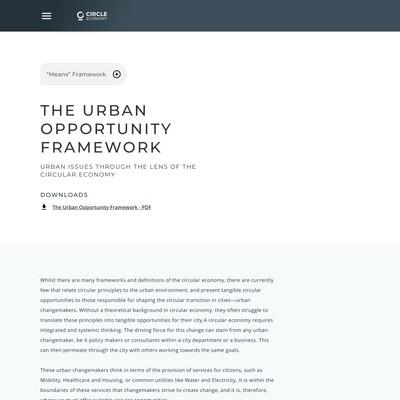 CIRCLE
ECONOMY
"Means" Framework
THE URBAN
OPPORTUNITY
FRAMEWORK
URBAN ISSUES THROUGH THE LENS OF THE
CIRCULAR ECONOMY
DOWNLOADS
The Urban Opportunity Framework - PDF
Whilst there are many frameworks and definitions of the circular economy, there are currently
few that relate circular principles to the urban environment, and present tangible circular
opportunities to those responsible for shaping the circular transition in cities—urban
changemakers. Without a theoretical background in circular economy, they often struggle to
translate these principles into tangible opportunities for their city.A circular economy requires
integrated and systemic thinking. The driving force for this change can stem from any urban
changemaker, be it policy makers or consultants within a city department or a business. This
can then permeate through the city with others working towards the same goals.
These urban changemakers think in terms of the provision of services for citizens, such as
Mobility, Healthcare and Housing, or common utilities like Water and Electricity. It is within the
boundaries of these services that changemakers strive to create change, and it is, therefore,